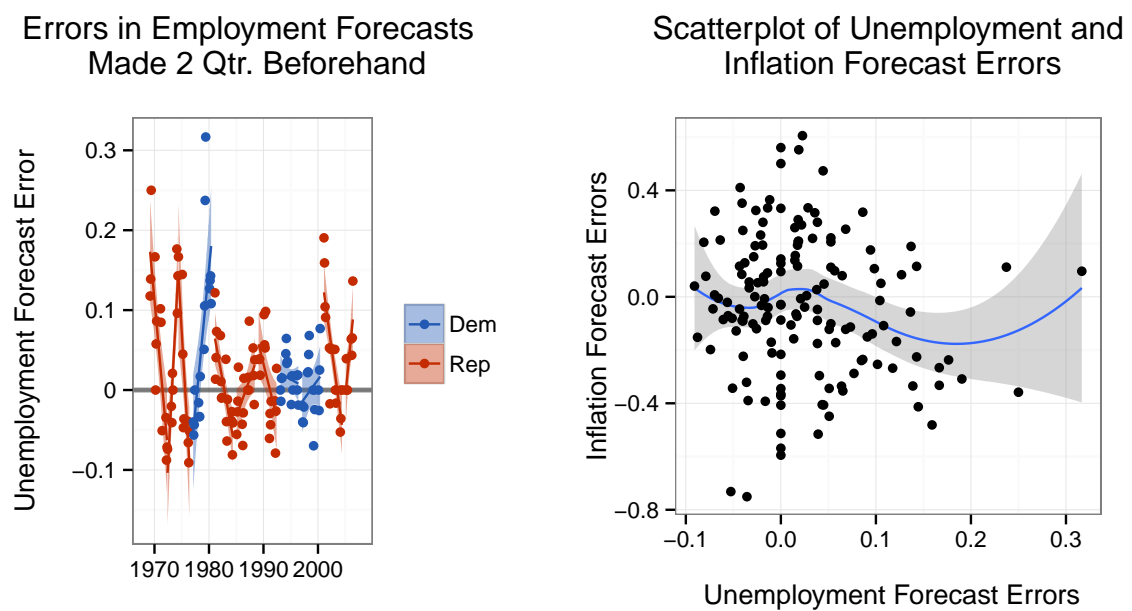 Errors in Employment Forecasts
Made 2 Qtr. Beforehand
Unemployment Forecast Error
0.3
0.2
0.1
0
−0.1
1970 1980 1990 2000
Dem
Rep
Scatterplot of Unemployment and
Inflation Forecast Errors
Inflation Forecast Errors
0.4
0.0
−0.4
−0.8
−0.1 0.0 0.1 0.2 0.3
Unemployment Forecast Errors